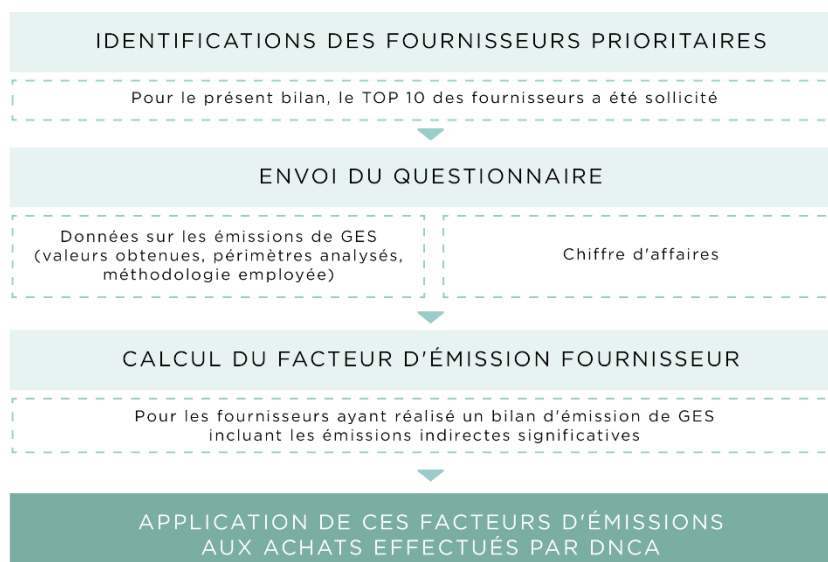 IDENTIFICATIONS DES FOURNISSEURS PRIORITAIRES
Pour le présent bilan, le TOP 10 des fournisseurs a été sollicité
ENVOI DU QUESTIONNAIRE
Données sur les émissions de GES
(valeurs obtenues, périmètres analysés,
méthodologie employée)
Chiffre d'affaires
CALCUL DU FACTEUR D'ÉMISSION FOURNISSEUR
Pour les fournisseurs ayant réalisé un bilan d'émission de GES
incluant les émissions indirectes significatives
APPLICATION DE CES FACTEURS D'ÉMISSIONS
AUX ACHATS EFFECTUÉS PAR DNCA